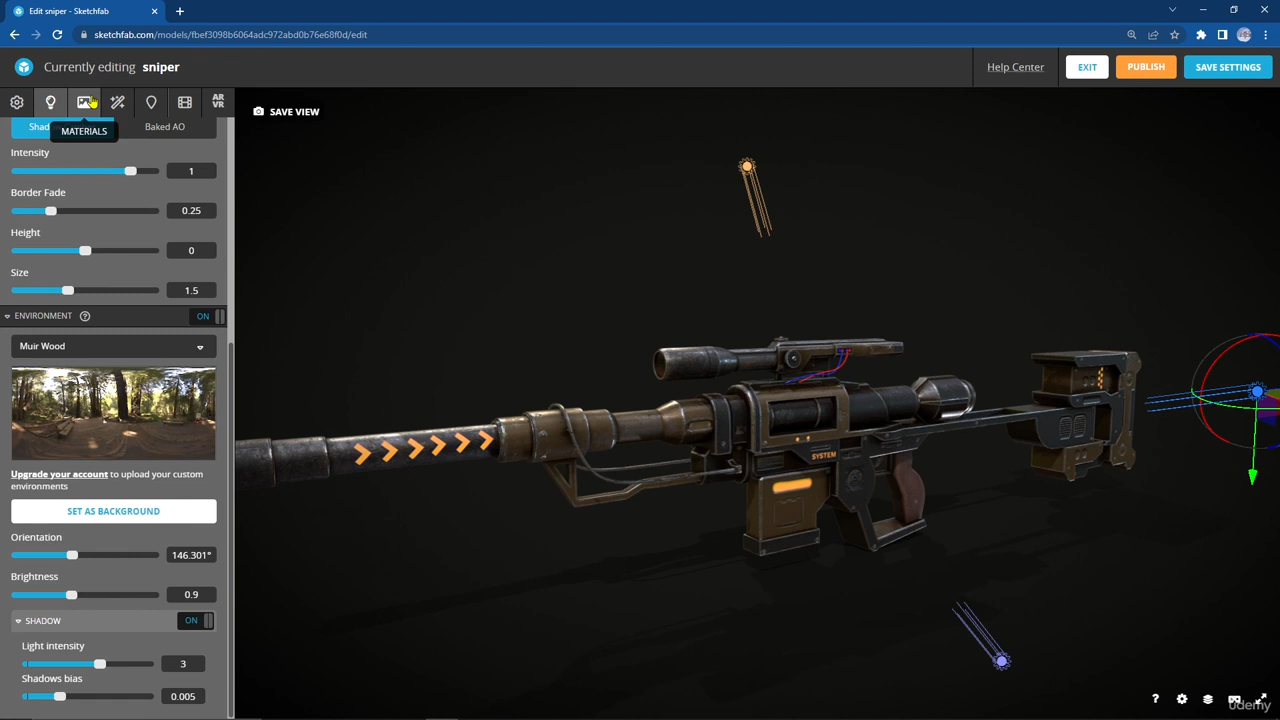 Edit sniper - Sketchfab
sketchfab.com/models/fbef3098b6064adc972abd0b76e68f0d/edit
Currently editing sniper
Help Center
EXIT
PUBLISH
SAVE SETTINGS
AR
VR
SAVE VIEW
MATERIALS
Shad
Baked AO
Intensity
1
Border Fade
0.25
Height
0
Size
1.5
ENVIRONMENT ?
ON
Muir Wood
Upgrade your account to upload your custom
environments
SET AS BACKGROUND
Orientation
146.301°
Brightness
0.9
SHADOW
ON
Light intensity
3
Shadows bias
0.005
SYSTEM
?
udemy